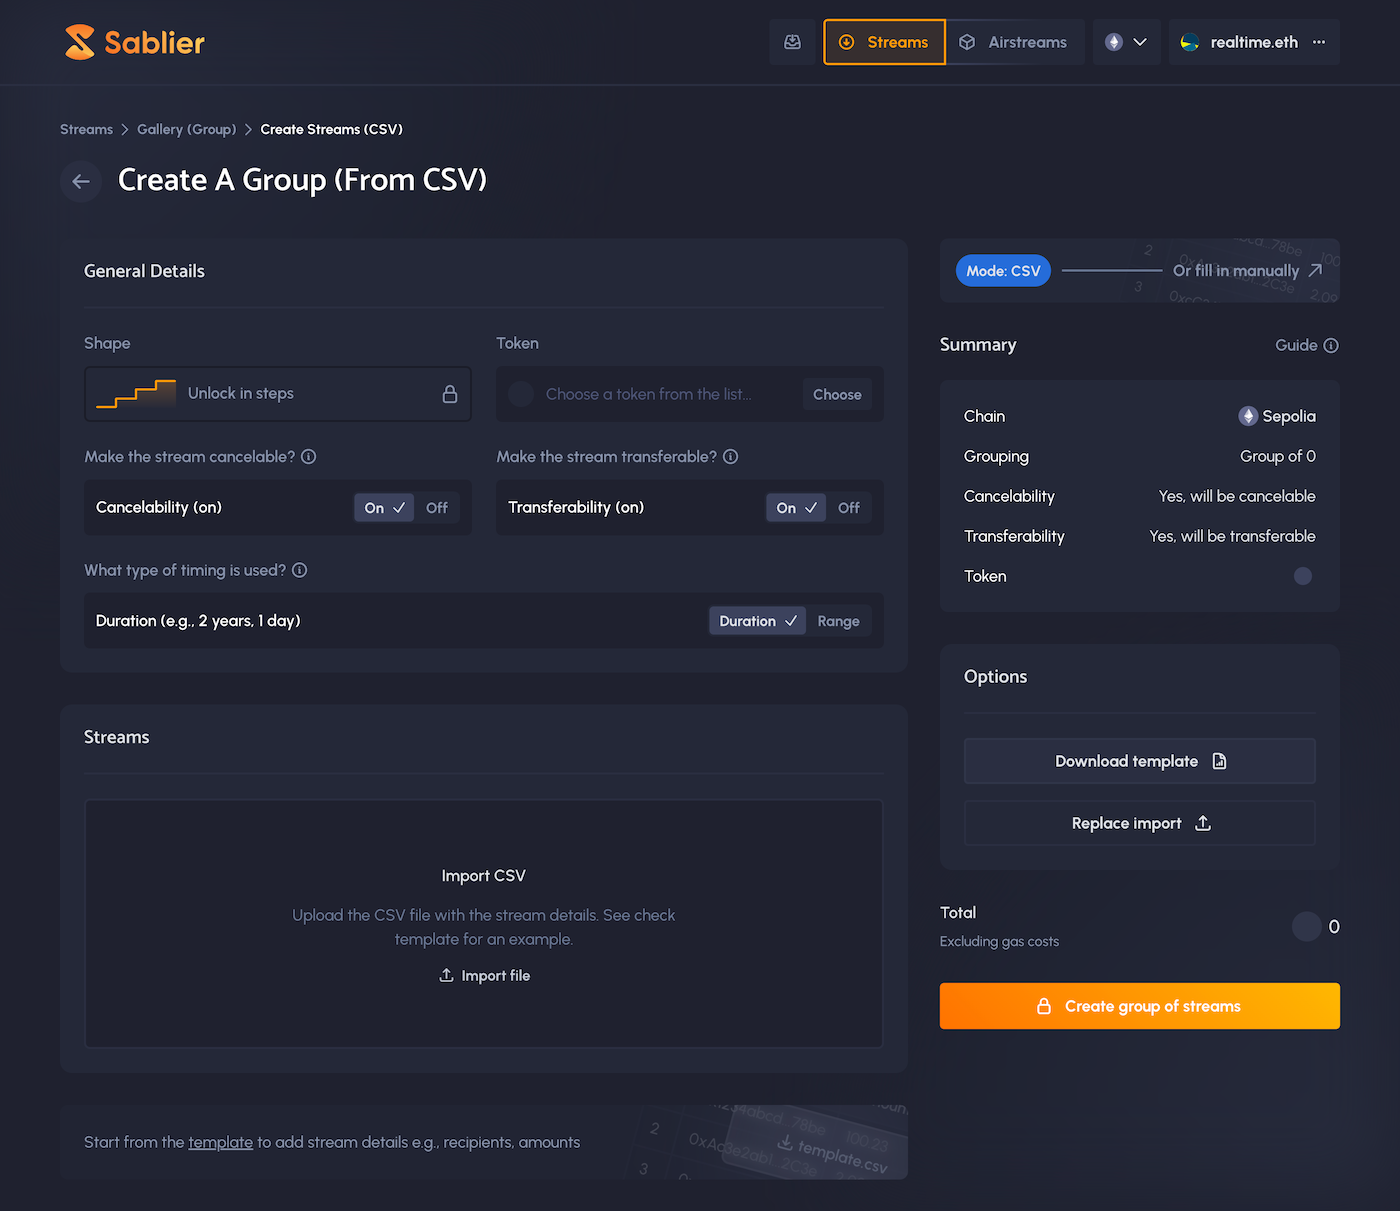 Sablier
Streams
Airstreams
realtime.eth
Streams > Gallery (Group) > Create Streams (CSV)
Create A Group (From CSV)
General Details
Shape
Token
Unlock in steps
Choose a token from the list...
Choose
Make the stream cancelable?
Make the stream transferable?
Cancelability (on)
On
Off
Transferability (on)
On
Off
What type of timing is used?
Duration (e.g., 2 years, 1 day)
Duration
Range
Streams
Import CSV
Upload the CSV file with the stream details. See check
template for an example.
Import file
Start from the template to add stream details e.g., recipients, amounts
2
0xAc3e2ab1
3
template.csv
Mode: CSV
Or fill in manually
2
3
Summary
Guide
Chain
Sepolia
Grouping
Group of 0
Cancelability
Yes, will be cancelable
Transferability
Yes, will be transferable
Token
Options
Download template
Replace import
Total
0
Excluding gas costs
Create group of streams